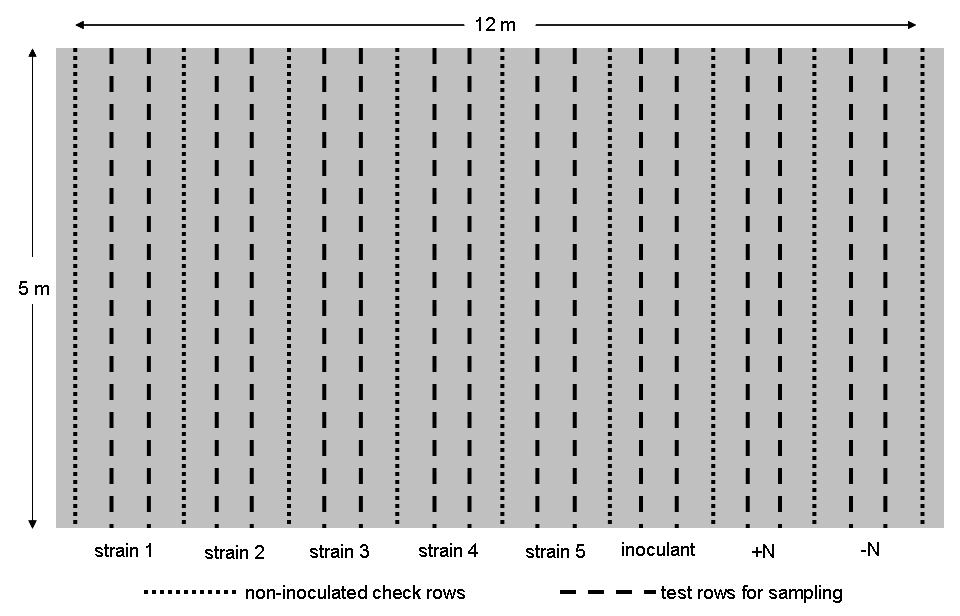 12 m
5 m
strain 1 strain 2 strain 3 strain 4 strain 5 inoculant +N -N
non-inoculated check rows test rows for sampling